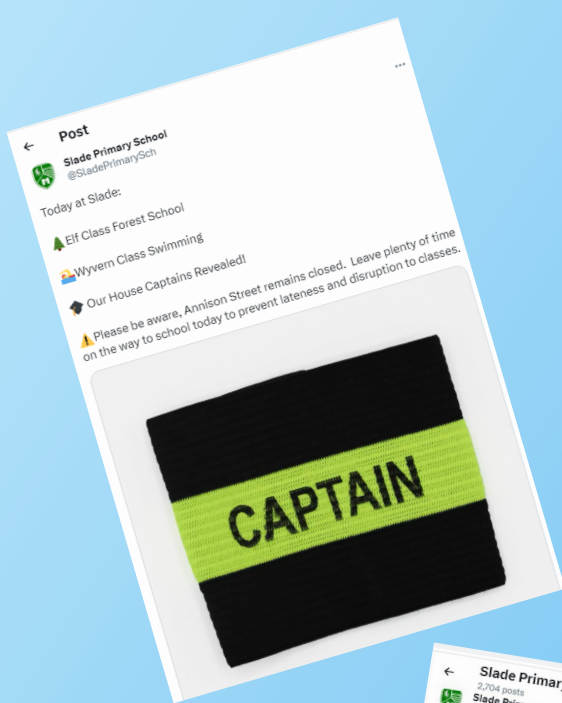 Post
Slade Primary School
@SladePrimarySch
Today at Slade:
🌲Elf Class Forest School
🏊Wyvern Class Swimming
🎓 Our House Captains Revealed!
⚠️Please be aware, Annison Street remains closed. Leave plenty of time
on the way to school today to prevent lateness and disruption to classes.
CAPTAIN
Slade Primar
2,704 posts